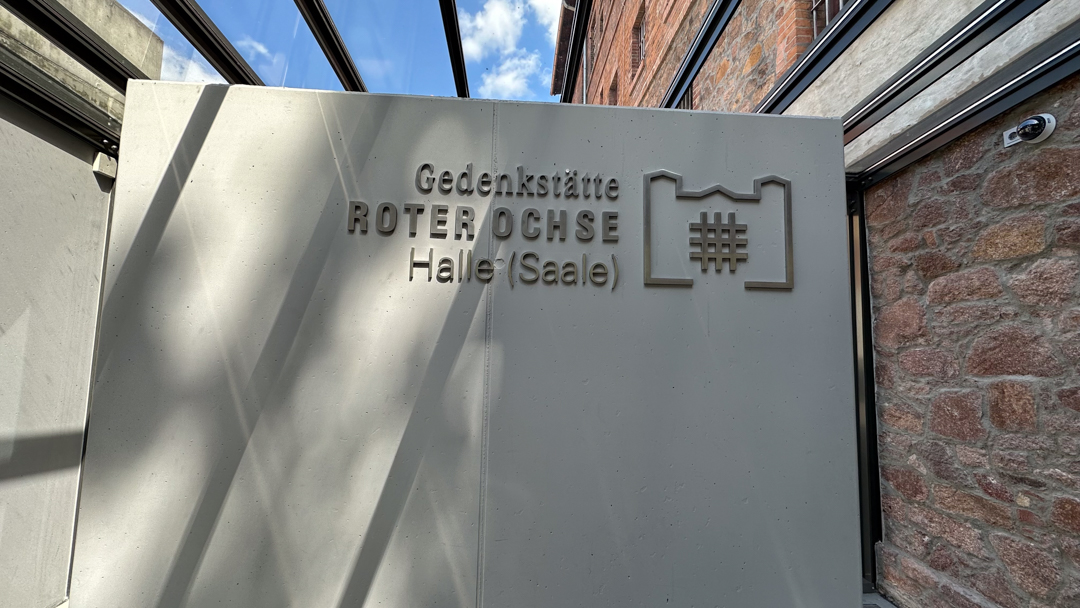 Gedenkstätte
ROTER OCHSE
Halle (Saale)